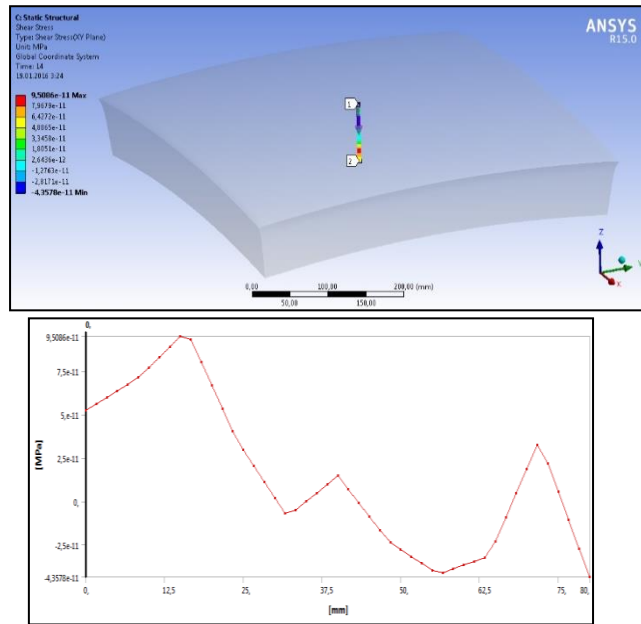 C: Static Structural
Shear Stress
Type: Shear Stress(XY Plane)
Unit: MPa
Global Coordinate System
Time: 14
19.01.2016 3:24
9,5086e-11 Max
7,9679e-11
6,4272e-11
4,8865e-11
3,3458e-11
1,8051e-11
2,6436e-12
-1,2763e-11
-2,8171e-11
-4,3578e-11 Min
ANSYS
R15.0
1
2
Z
X
0,00 100,00 200,00 (mm)
50,00 150,00
0,
9,5086e-11
7,5e-11
5,e-11
2,5e-11
0,
-2,5e-11
-4,3578e-11
[MPa]
0, 12,5 25, 37,5 50, 62,5 75, 80,
[mm]